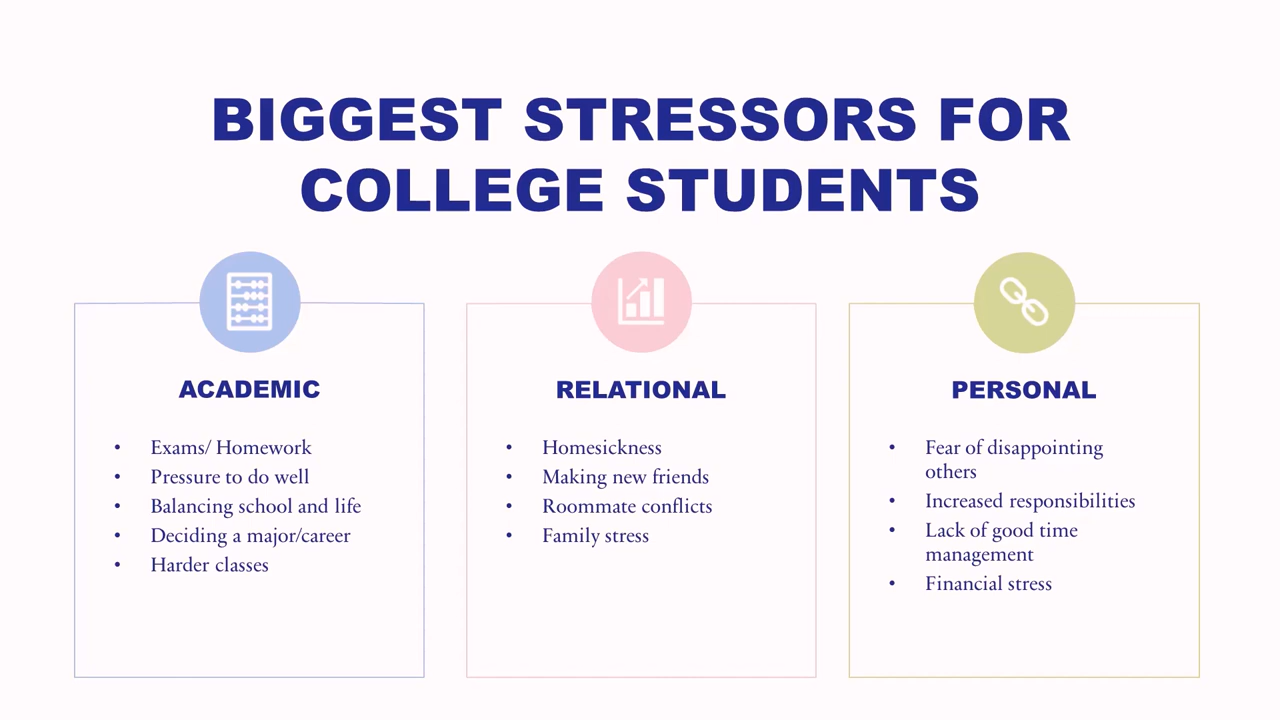 BIGGEST STRESSORS FOR
COLLEGE STUDENTS
ACADEMIC
• Exams/ Homework
• Pressure to do well
• Balancing school and life
• Deciding a major/career
• Harder classes
RELATIONAL
• Homesickness
• Making new friends
• Roommate conflicts
• Family stress
PERSONAL
• Fear of disappointing
others
• Increased responsibilities
• Lack of good time
management
• Financial stress